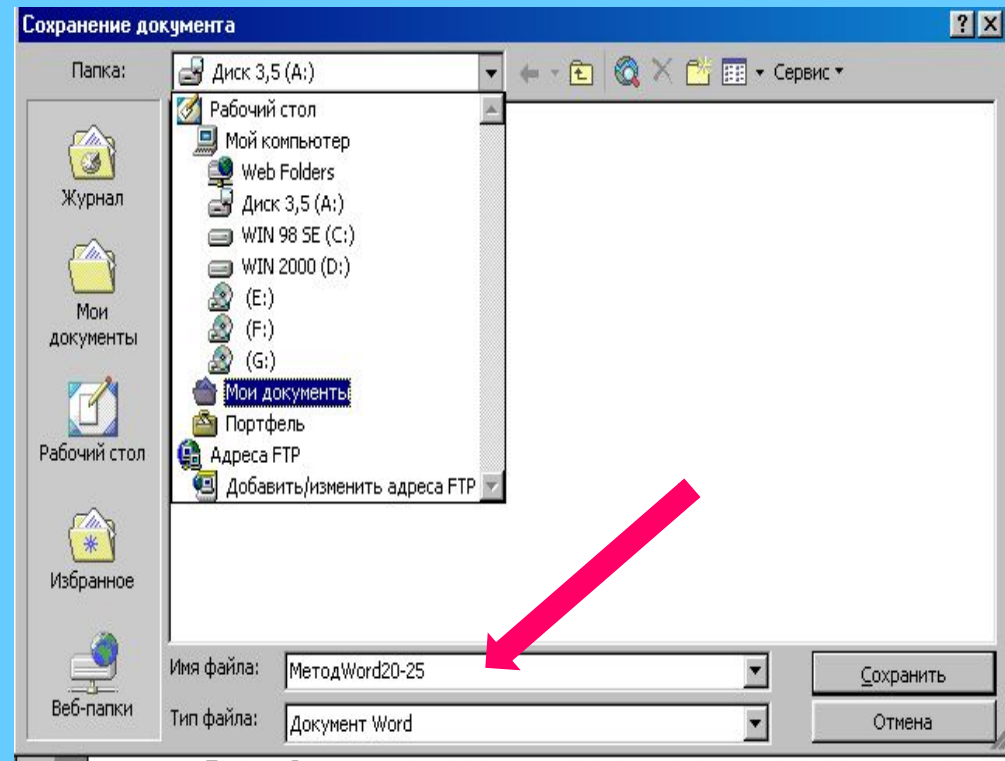 Сохранение документа
Папка:
Диск 3,5 (A:)
Сервис
Рабочий стол
Мой компьютер
Web Folders
Диск 3,5 (A:)
WIN 98 SE (C:)
WIN 2000 (D:)
(E:)
(F:)
(G:)
Мои документы
Портфель
Адреса FTP
Добавить/изменить адреса FTP
Журнал
Мои
документы
Рабочий стол
Избранное
Веб-папки
Имя файла:
МетодWord20-25
Сохранить
Тип файла:
Документ Word
Отмена